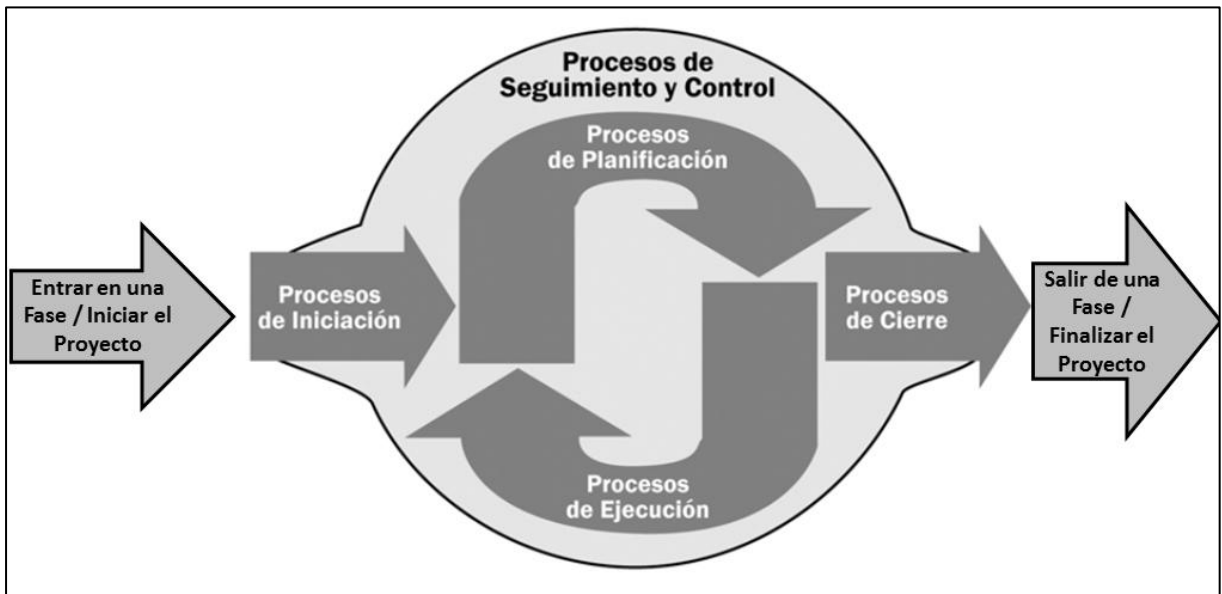 Procesos de
Seguimiento y Control
Procesos
de Planificación
Entrar en una
Fase / Iniciar el
Proyecto
Procesos
de Iniciación
Procesos
de Cierre
Salir de una
Fase /
Finalizar el
Proyecto
Procesos
de Ejecución